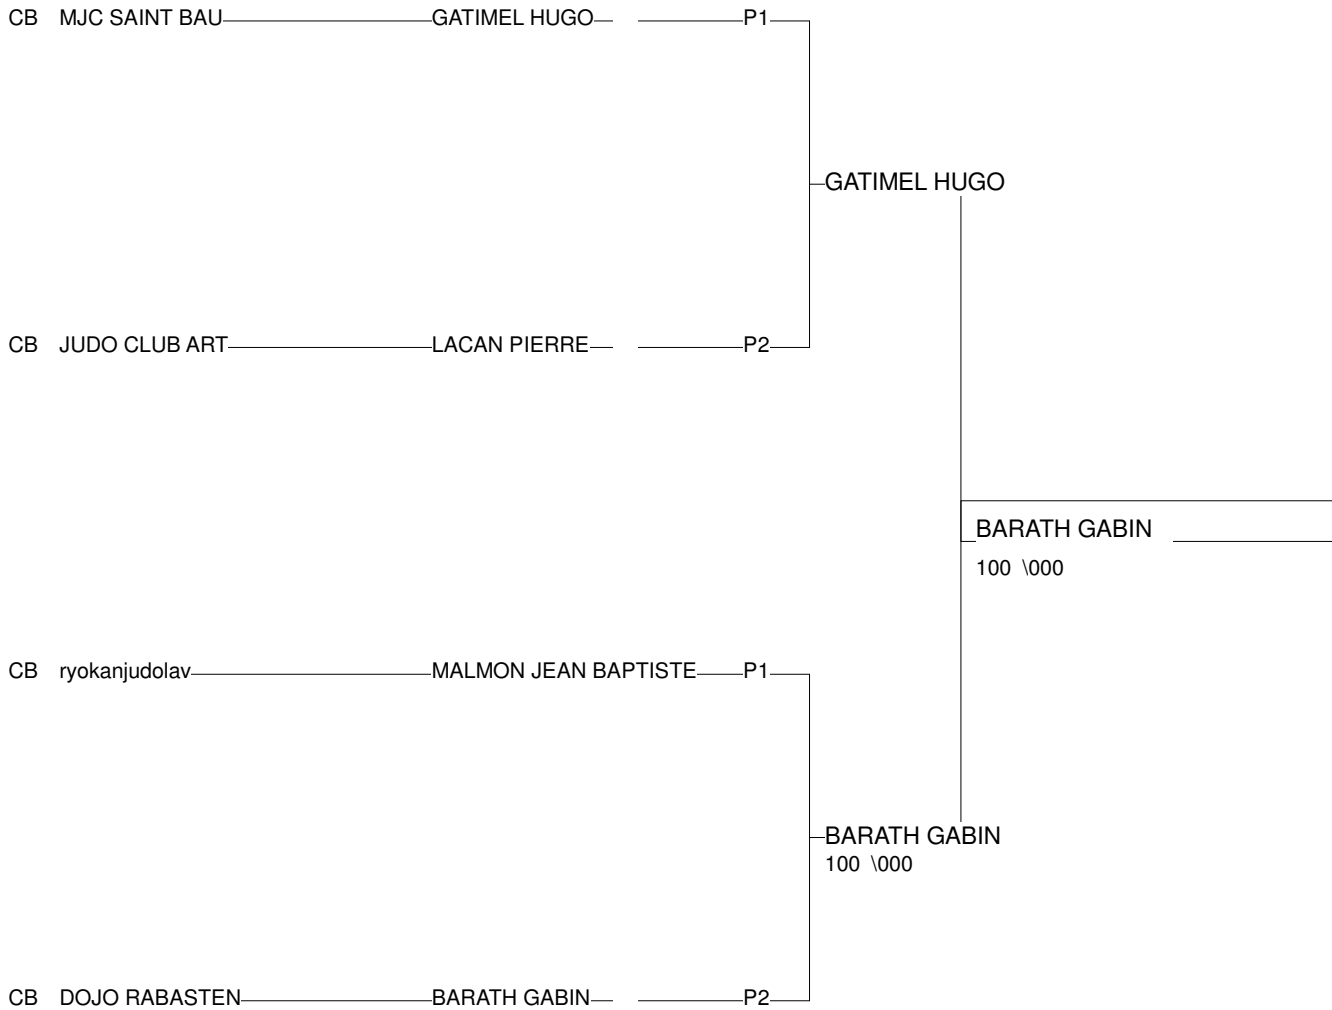 CB MJC SAINT BAU GATIMEL HUGO P1
GATIMEL HUGO
CB JUDO CLUB ART LACAN PIERRE P2
BARATH GABIN
100 \000
CB ryokanjudolav MALMON JEAN BAPTISTE P1
BARATH GABIN
100 \000
CB DOJO RABASTEN BARATH GABIN P2